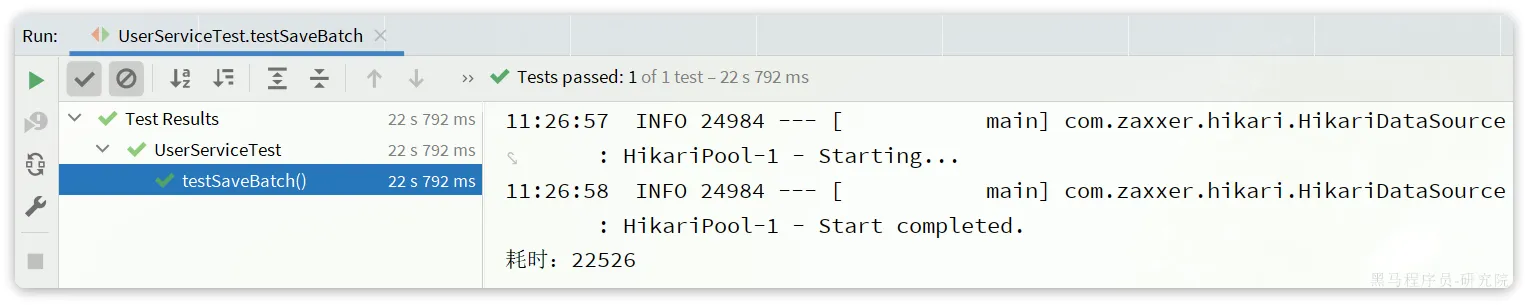 Run: UserServiceTest.testSaveBatch
Tests passed: 1 of 1 test – 22 s 792 ms
Test Results 22 s 792 ms
UserServiceTest 22 s 792 ms
testSaveBatch() 22 s 792 ms
11:26:57 INFO 24984 --- [ main] com.zaxxer.hikari.HikariDataSource
: HikariPool-1 - Starting...
11:26:58 INFO 24984 --- [ main] com.zaxxer.hikari.HikariDataSource
: HikariPool-1 - Start completed.
耗时：22526
黑马程序员-研究院